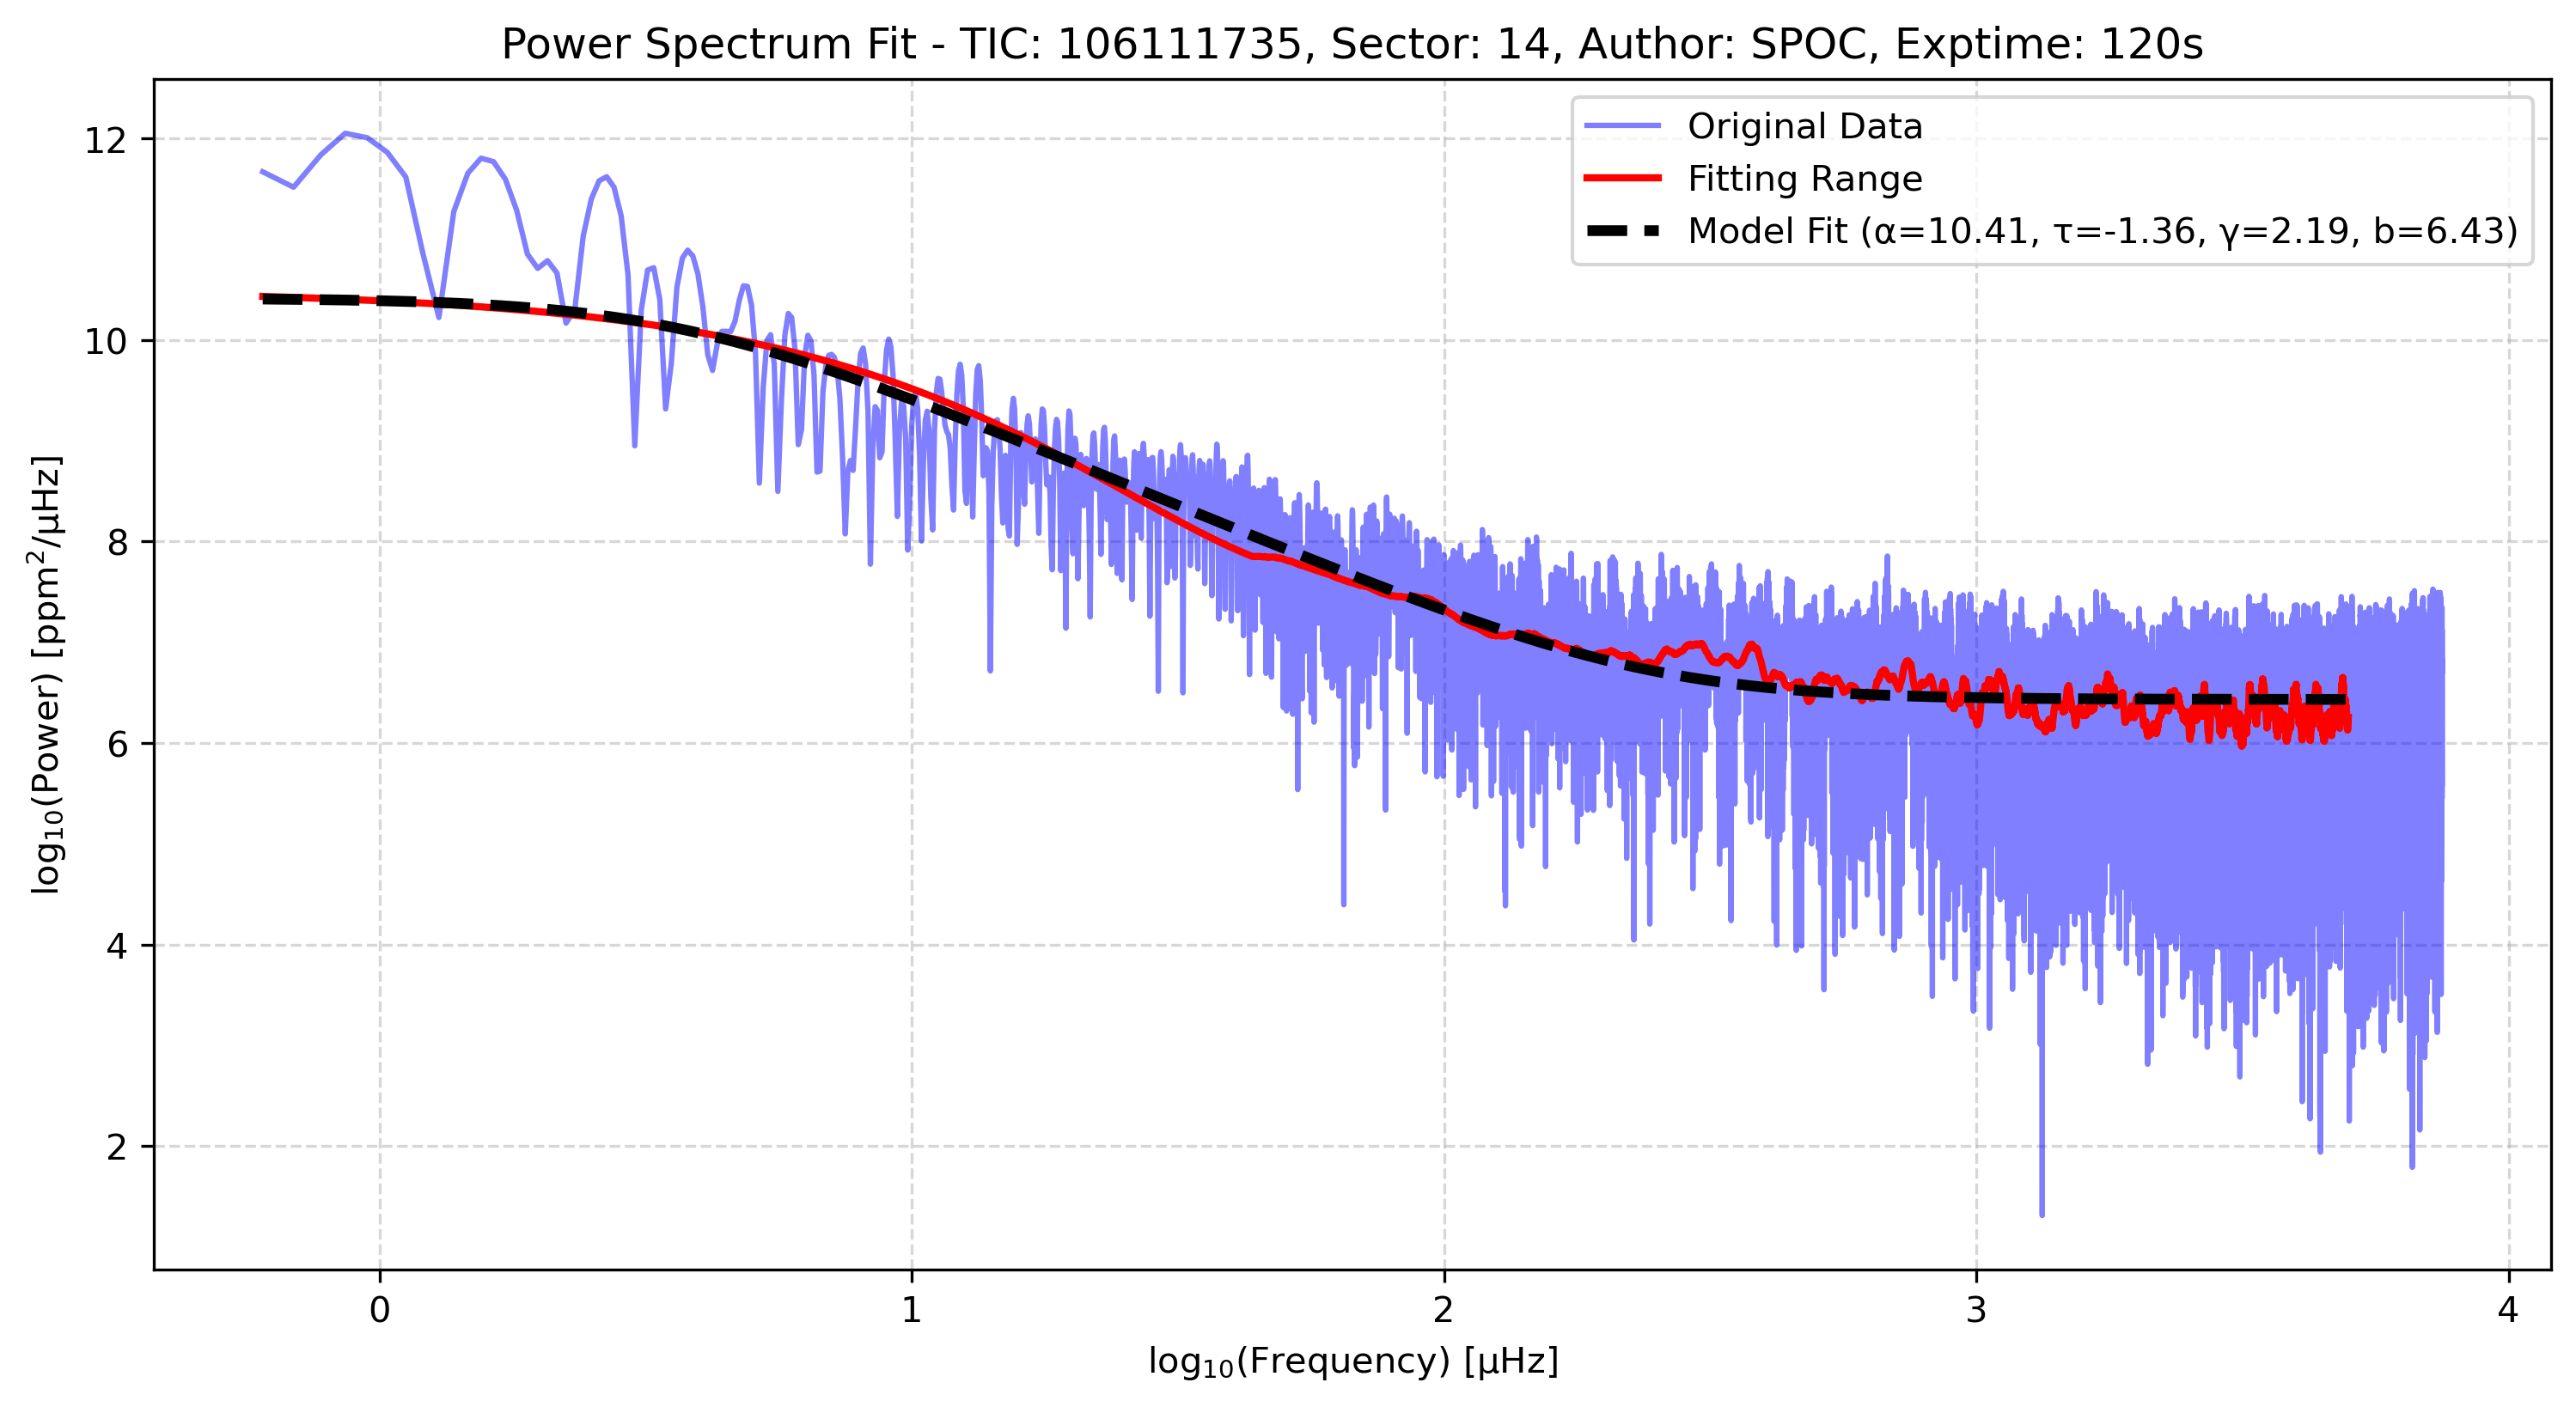 Power Spectrum Fit - TIC: 106111735, Sector: 14, Author: SPOC, Exptime: 120s
Original Data
Fitting Range
Model Fit (α=10.41, τ=-1.36, γ=2.19, b=6.43)
log₁₀(Power) [ppm²/μHz]
12
10
8
6
4
2
0 1 2 3 4
log₁₀(Frequency) [μHz]